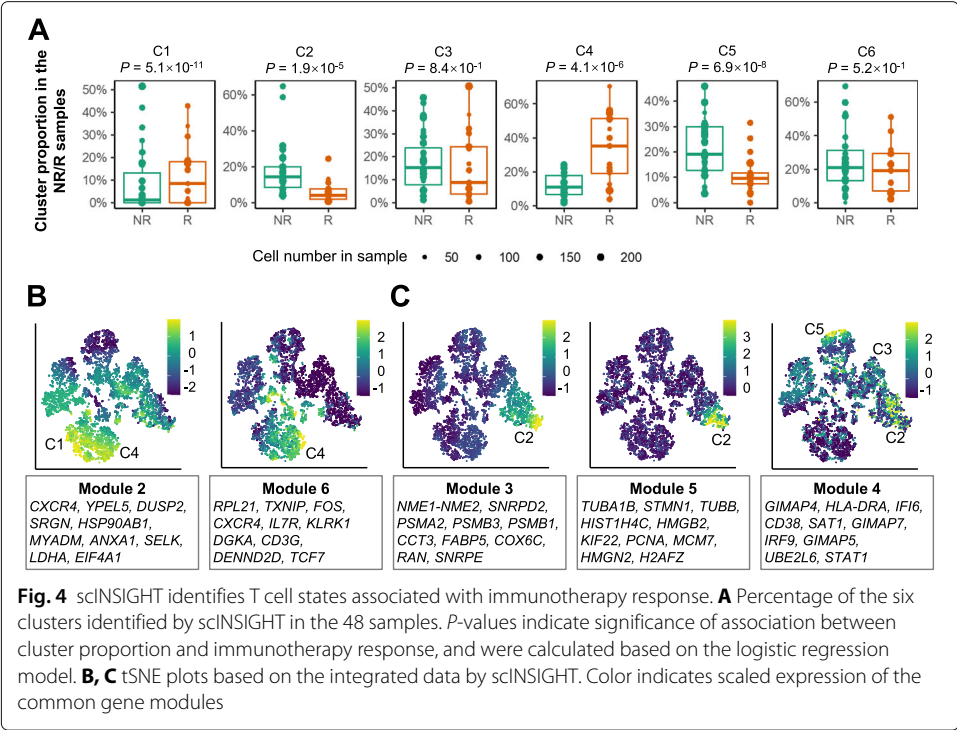 A
Cluster proportion in the
NR/R samples
C1
P = 5.1×10-11
50%
40%
30%
20%
10%
0%
NR R
C2
P = 1.9×10-5
60%
40%
20%
0%
NR R
C3
P = 8.4×10-1
50%
40%
30%
20%
10%
0%
NR R
C4
P = 4.1×10-6
60%
40%
20%
0%
NR R
C5
P = 6.9×10-8
40%
30%
20%
10%
0%
NR R
C6
P = 5.2×10-1
60%
40%
20%
0%
NR R
Cell number in sample 50 100 150 200
B
1
0
-1
-2
C1
C4
2
1
0
-1
C4
C
2
1
0
-1
C2
3
2
1
0
-1
C2
2
1
0
-1
C5
C3
C2
Module 2
CXCR4, YPEL5, DUSP2,
SRGN, HSP90AB1,
MYADM, ANXA1, SELK,
LDHA, EIF4A1
Module 6
RPL21, TXNIP, FOS,
CXCR4, IL7R, KLRK1
DGKA, CD3G,
DENND2D, TCF7
Module 3
NME1-NME2, SNRPD2,
PSMA2, PSMB3, PSMB1,
CCT3, FABP5, COX6C,
RAN, SNRPE
Module 5
TUBA1B, STMN1, TUBB,
HIST1H4C, HMGB2,
KIF22, PCNA, MCM7,
HMGN2, H2AFZ
Module 4
GIMAP4, HLA-DRA, IFI6,
CD38, SAT1, GIMAP7,
IRF9, GIMAP5,
UBE2L6, STAT1
Fig. 4 scINSIGHT identifies T cell states associated with immunotherapy response. A Percentage of the six
clusters identified by scINSIGHT in the 48 samples. P-values indicate significance of association between
cluster proportion and immunotherapy response, and were calculated based on the logistic regression
model. B, C tSNE plots based on the integrated data by scINSIGHT. Color indicates scaled expression of the
common gene modules